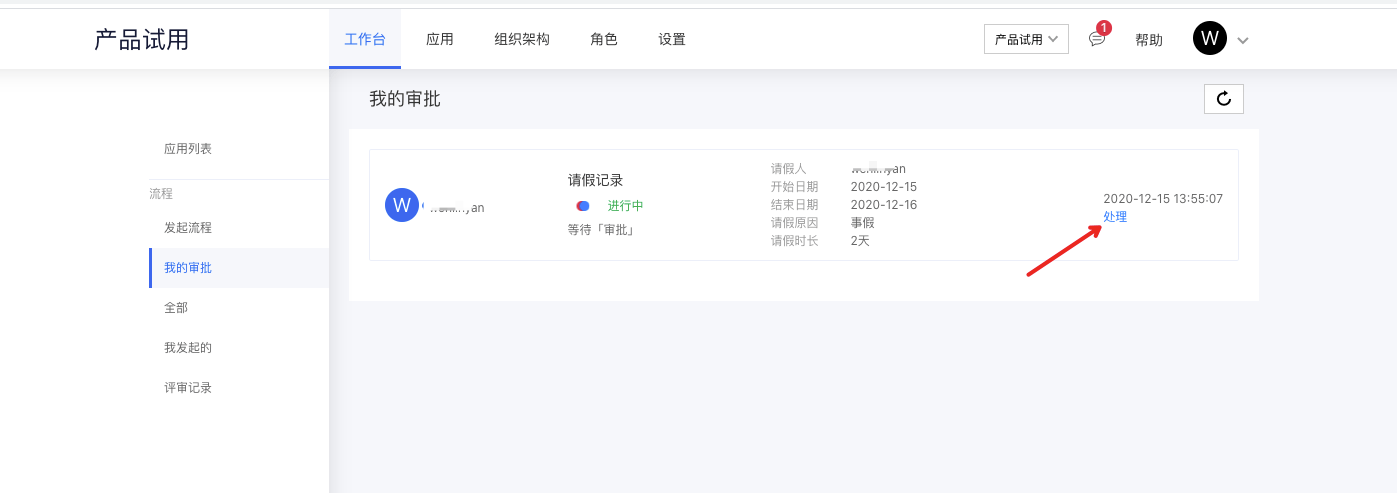 产品试用
工作台 应用 组织架构 角色 设置
产品试用 1 帮助 W
应用列表
流程
发起流程
我的审批
全部
我发起的
评审记录
我的审批
W
请假记录
进行中
等待「审批」
请假人
开始日期 2020-12-15
结束日期 2020-12-16
请假原因 事假
请假时长 2天
2020-12-15 13:55:07
处理